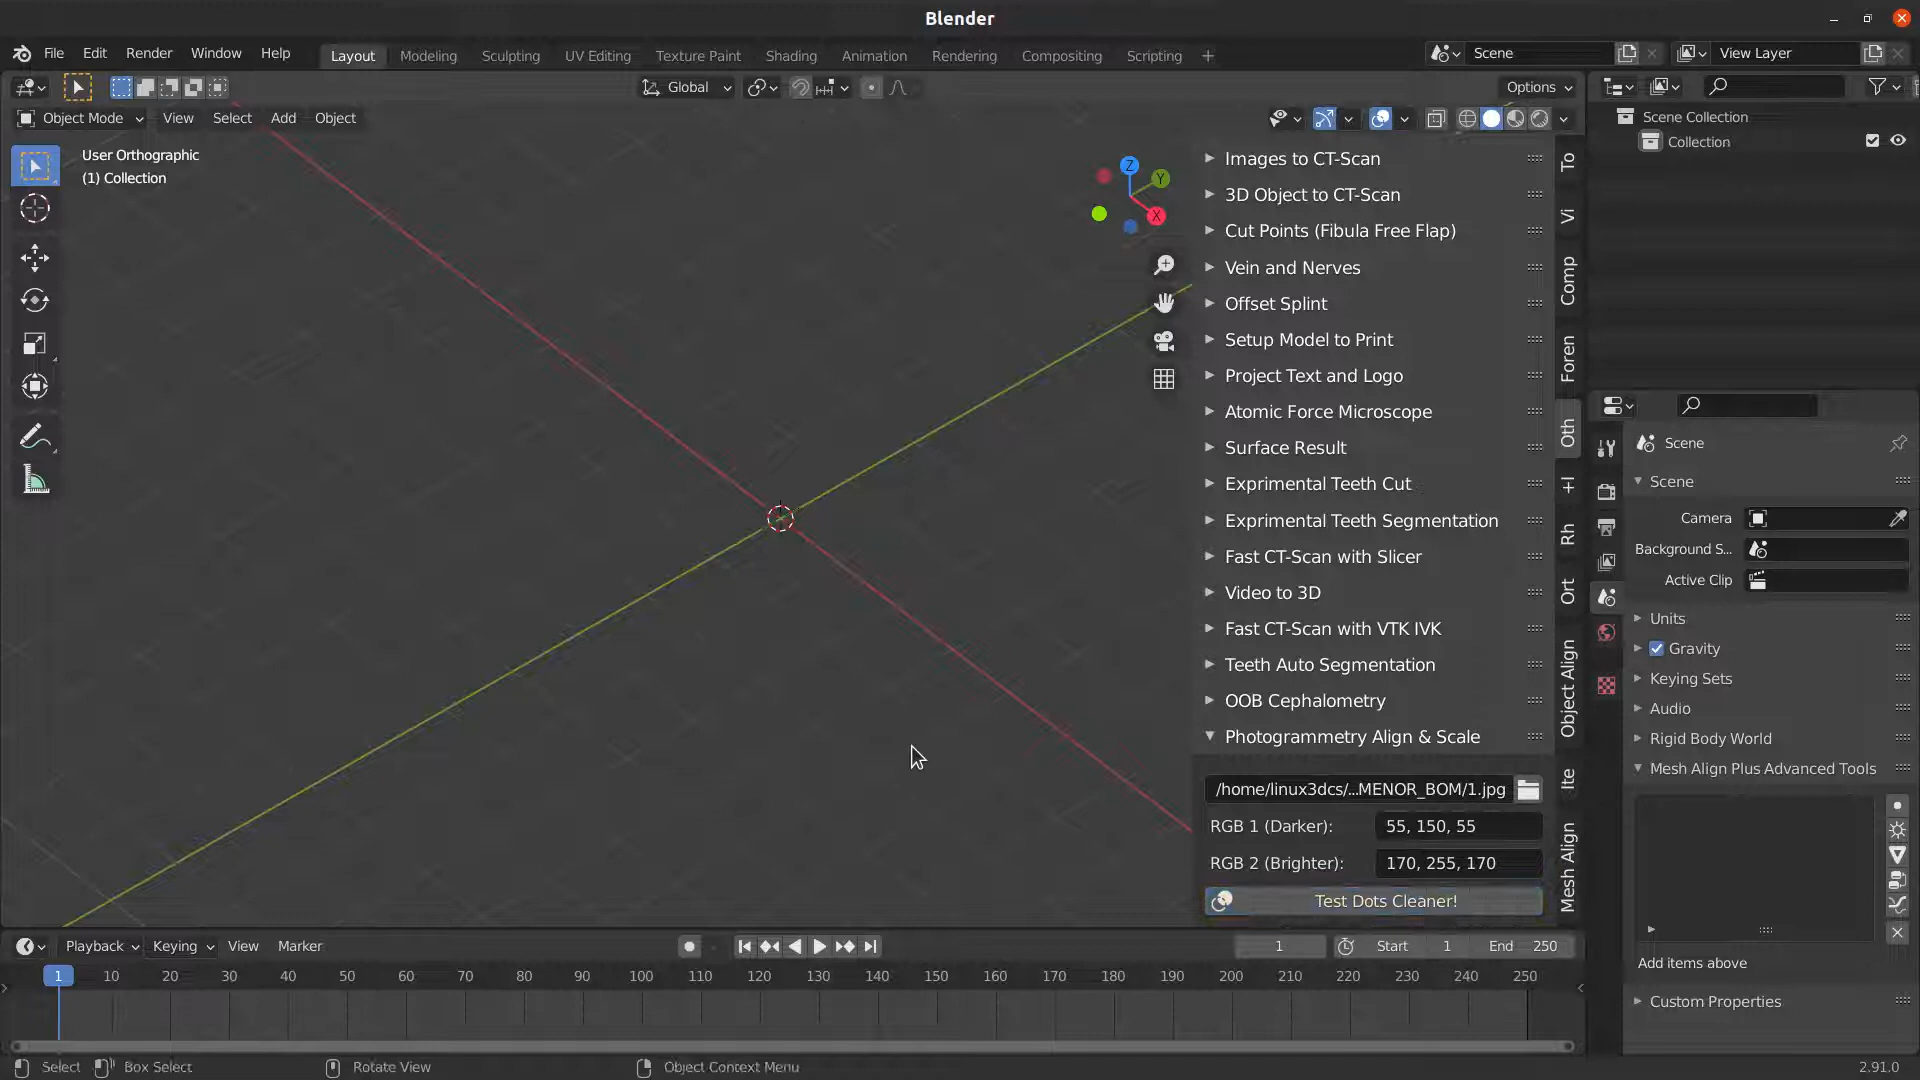 Blender
File Edit Render Window Help
Layout Modeling Sculpting UV Editing Texture Paint Shading Animation Rendering Compositing Scripting +
Scene
View Layer
Global
Options
Object Mode View Select Add Object
User Orthographic
(1) Collection
Z
Y
X
Images to CT-Scan
3D Object to CT-Scan
Cut Points (Fibula Free Flap)
Vein and Nerves
Offset Splint
Setup Model to Print
Project Text and Logo
Atomic Force Microscope
Surface Result
Exprimental Teeth Cut
Exprimental Teeth Segmentation
Fast CT-Scan with Slicer
Video to 3D
Fast CT-Scan with VTK IVK
Teeth Auto Segmentation
OOB Cephalometry
Photogrammetry Align & Scale
/home/linux3dcs/...MENOR_BOM/1.jpg
RGB 1 (Darker): 55, 150, 55
RGB 2 (Brighter): 170, 255, 170
Test Dots Cleaner!
To
Vi
Comp
Foren
Oth
+I
Rh
Ort
Object Align
Ite
Mesh Align
Scene Collection
Collection
Scene
Scene
Camera
Background S...
Active Clip
Units
Gravity
Keying Sets
Audio
Rigid Body World
Mesh Align Plus Advanced Tools
Add items above
Custom Properties
Playback Keying View Marker
1 Start 1 End 250
1 10 20 30 40 50 60 70 80 90 100 110 120 130 140 150 160 170 180 190 200 210 220 230 240 250
Select Box Select Rotate View Object Context Menu 2.91.0